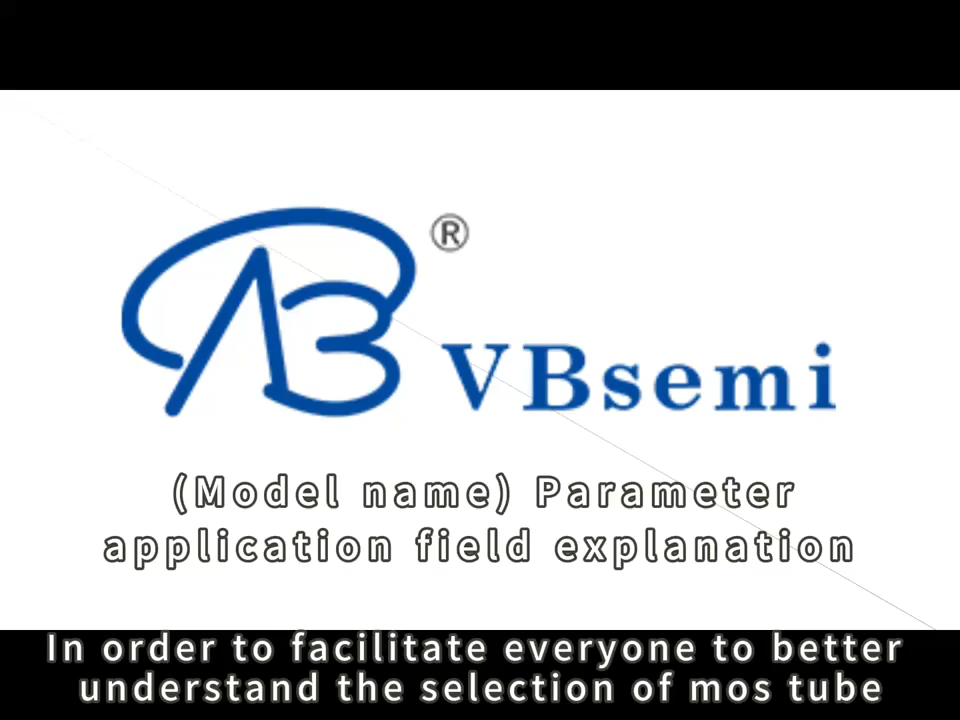 ®
VBsemi
(Model name) Parameter
application field explanation
In order to facilitate everyone to better
understand the selection of mos tube